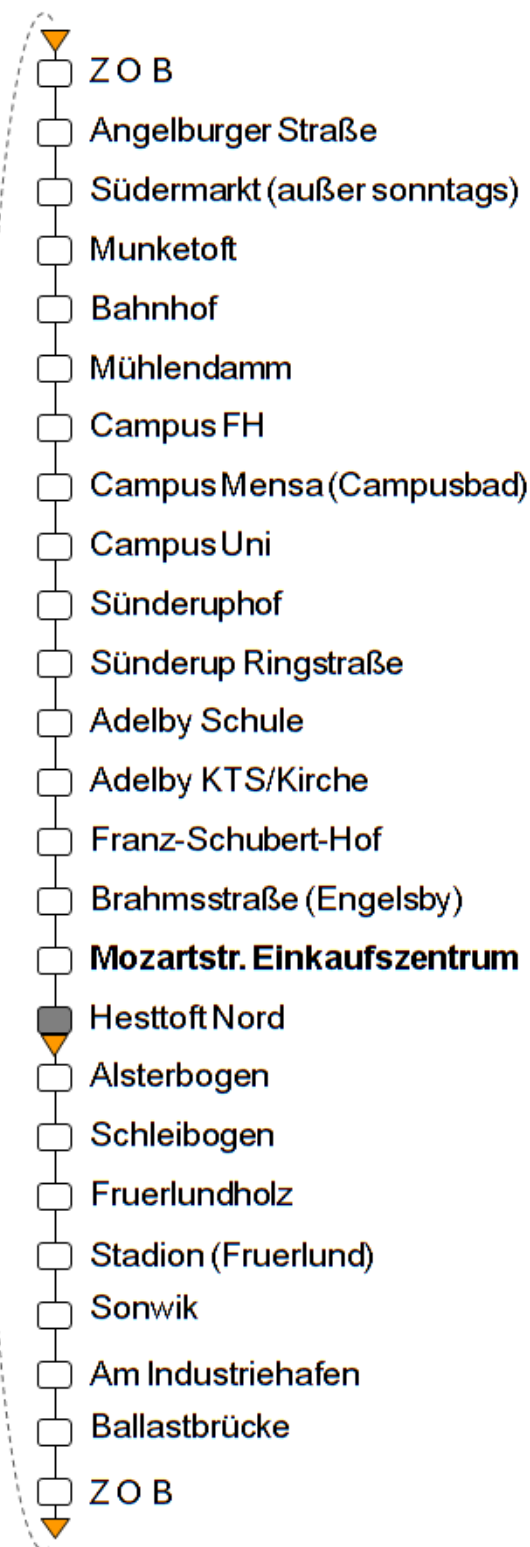 Z O B
Angelburger Straße
Südermarkt (außer sonntags)
Munketoft
Bahnhof
Mühlendamm
Campus FH
Campus Mensa (Campusbad)
Campus Uni
Sünderuphof
Sünderup Ringstraße
Adelby Schule
Adelby KTS/Kirche
Franz-Schubert-Hof
Brahmsstraße (Engelsby)
Mozartstr. Einkaufszentrum
Hesttoft Nord
Alsterbogen
Schleibogen
Fruerlundholz
Stadion (Fruerlund)
Sonwik
Am Industriehafen
Ballastbrücke
Z O B